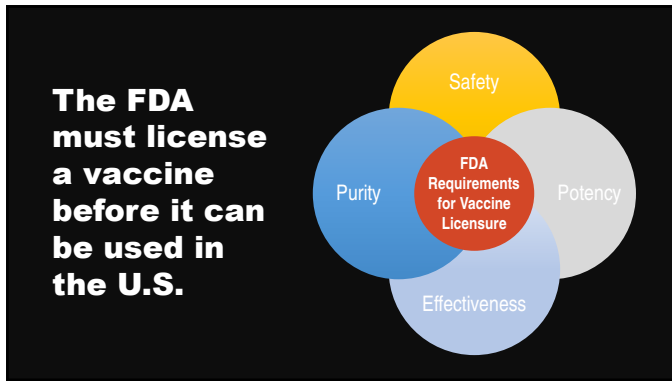 The FDA
must license
a vaccine
before it can
be used in
the U.S.
Safety
Purity
FDA
Requirements
for Vaccine
Licensure
Potency
Effectiveness